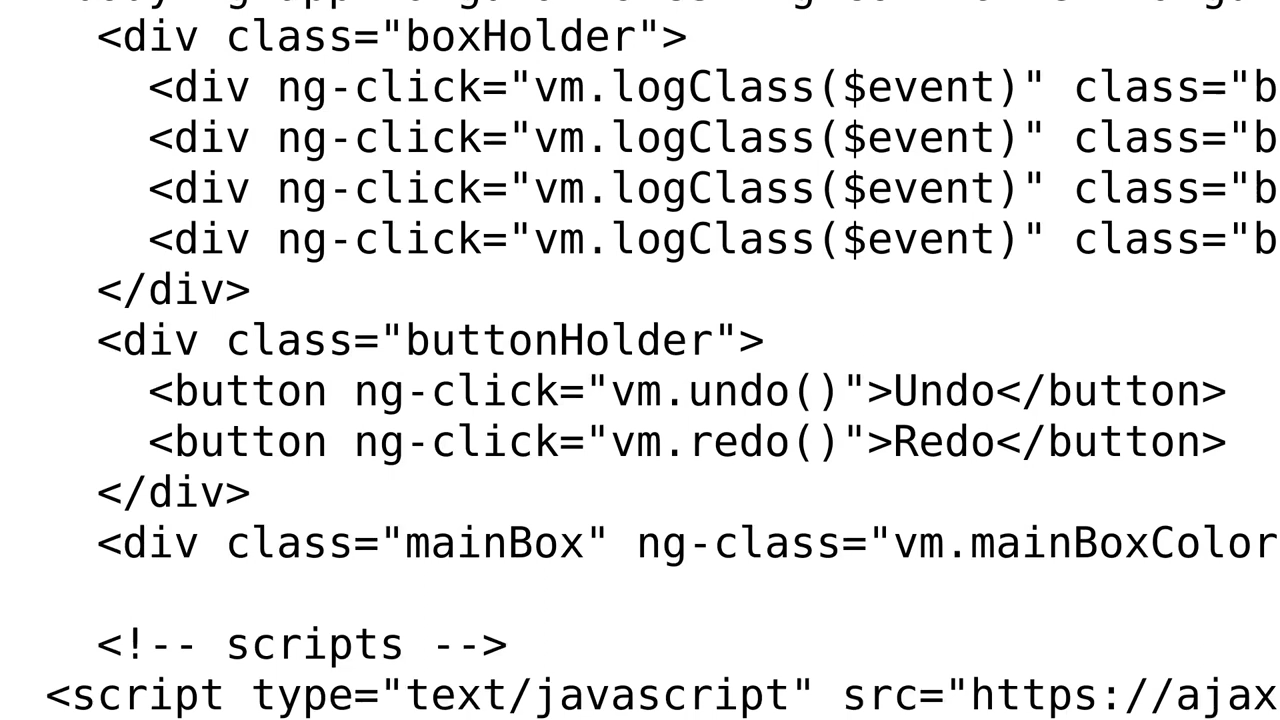 <div class="boxHolder">
<div ng-click="vm.logClass($event)" class="b
<div ng-click="vm.logClass($event)" class="b
<div ng-click="vm.logClass($event)" class="b
<div ng-click="vm.logClass($event)" class="b
</div>
<div class="buttonHolder">
<button ng-click="vm.undo()">Undo</button>
<button ng-click="vm.redo()">Redo</button>
</div>
<div class="mainBox" ng-class="vm.mainBoxColor
<!-- scripts -->
<script type="text/javascript" src="https://ajax